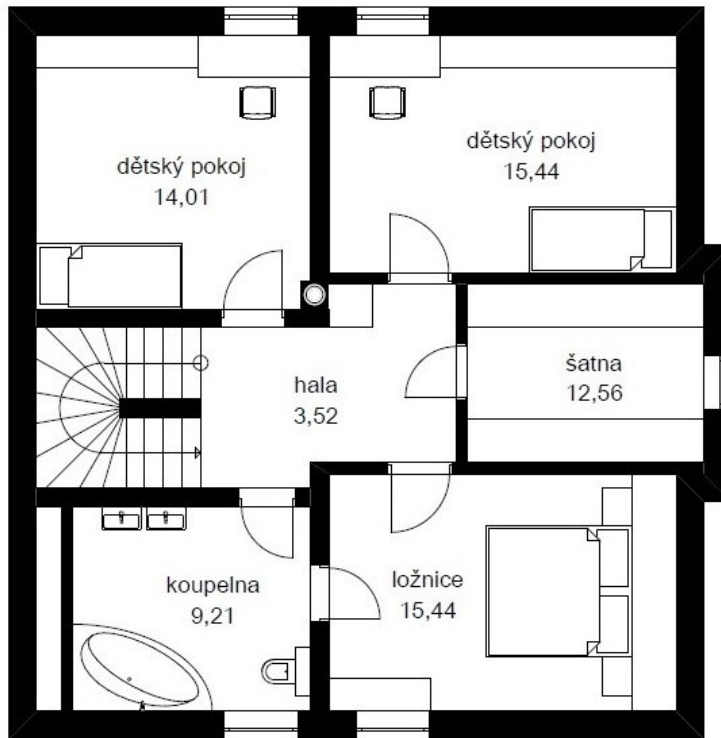 dětský pokoj
14,01
dětský pokoj
15,44
hala
3,52
šatna
12,56
koupelna
9,21
ložnice
15,44